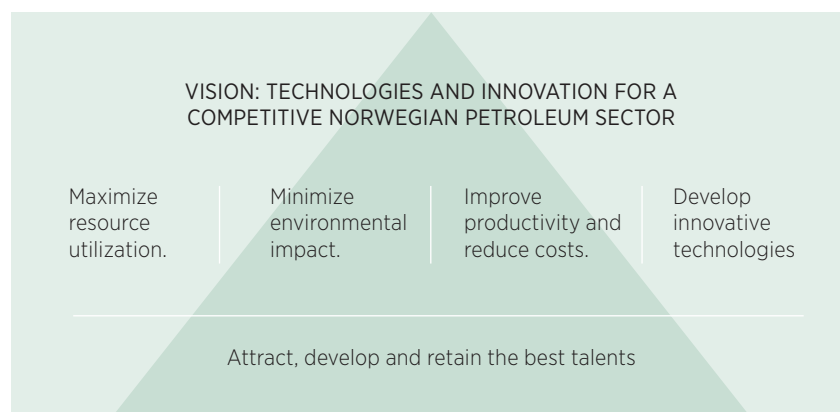 VISION: TECHNOLOGIES AND INNOVATION FOR A
COMPETITIVE NORWEGIAN PETROLEUM SECTOR
Maximize
resource
utilization.
Minimize
environmental
impact.
Improve
productivity and
reduce costs.
Develop
innovative
technologies
Attract, develop and retain the best talents